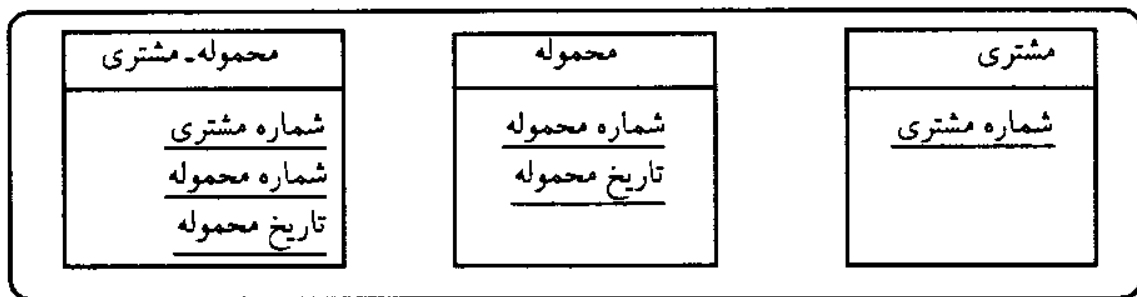 مشتری
شماره مشتری
محموله
شماره محموله
تاریخ محموله
محموله-مشتری
شماره مشتری
شماره محموله
تاریخ محموله